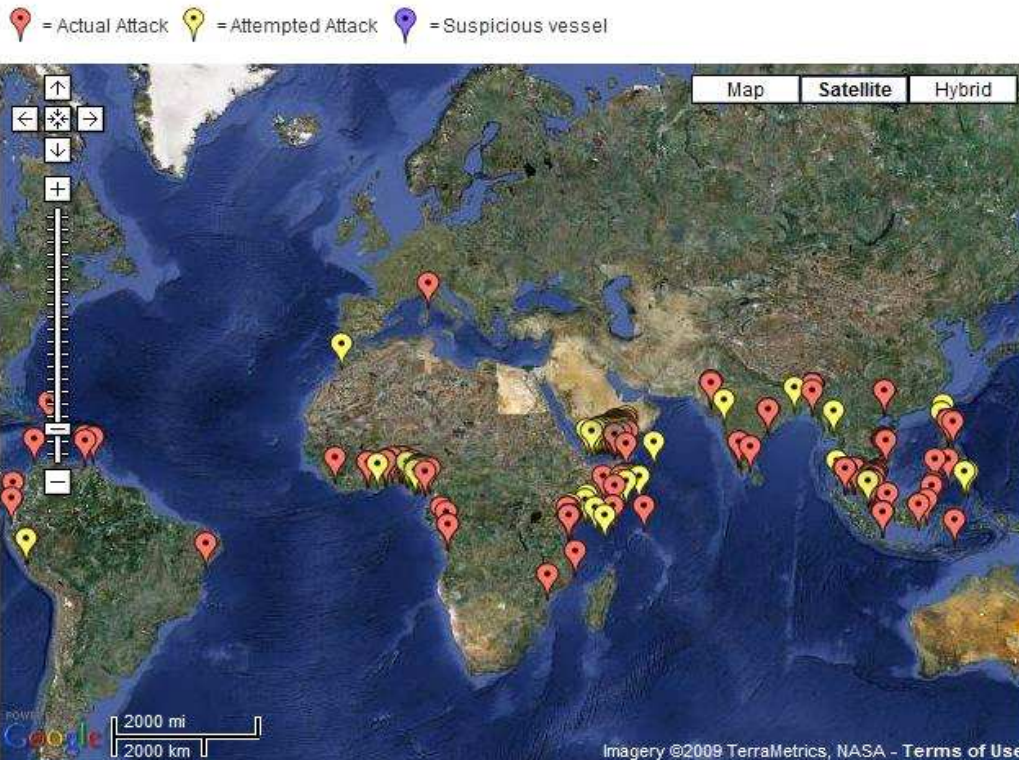 = Actual Attack = Attempted Attack = Suspicious vessel
Map Satellite Hybrid
POWE
Google
2000 mi
2000 km
Imagery ©2009 TerraMetrics, NASA - Terms of Use